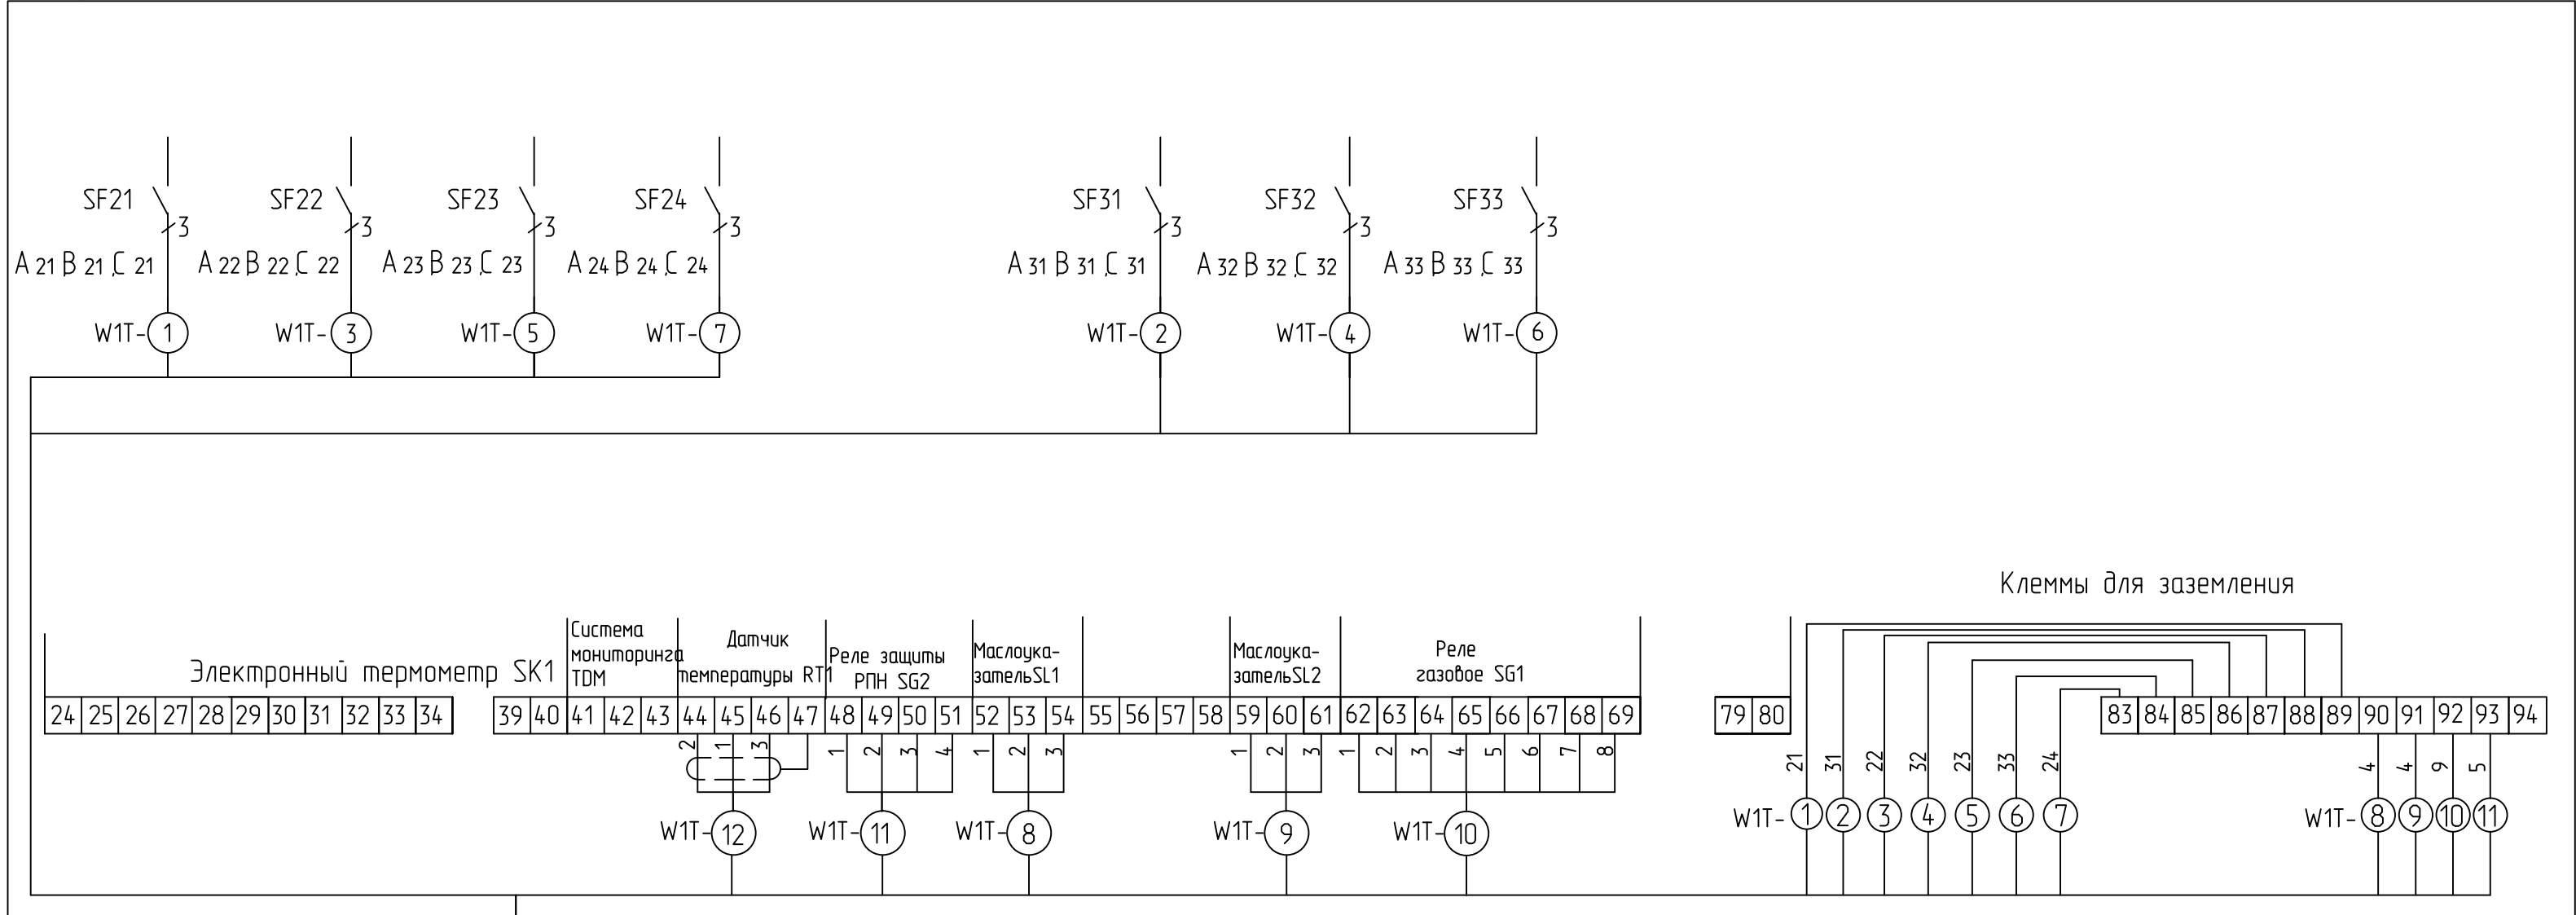 SF21 SF22 SF23 SF24 SF31 SF32 SF33
3 3 3 3 3 3 3
A 21 B 21 ,C 21 A 22 B 22 ,C 22 A 23 B 23 ,C 23 A 24 B 24 ,C 24 A 31 B 31 ,C 31 A 32 B 32 ,C 32 A 33 B 33 ,C 33
W1T- 1 W1T- 3 W1T- 5 W1T- 7 W1T- 2 W1T- 4 W1T- 6
Клеммы для заземления
Электронный термометр SK1
Система
мониторинга
TDM
Датчик
температуры RT1
Реле защиты
РПН SG2
Маслоука-
зательSL1
Маслоука-
зательSL2
Реле
газовое SG1
24 25 26 27 28 29 30 31 32 33 34 39 40 41 42 43 44 45 46 47 48 49 50 51 52 53 54 55 56 57 58 59 60 61 62 63 64 65 66 67 68 69 79 80 83 84 85 86 87 88 89 90 91 92 93 94
2 1 3 1 2 3 4 1 2 3 1 2 3 1 2 3 4 5 6 7 8 21 31 22 32 23 33 24 4 4 9 5
W1T- 1 2 3 4 5 6 7 W1T- 8 9 10 11
W1T- 12 W1T- 11 W1T- 8 W1T- 9 W1T- 10